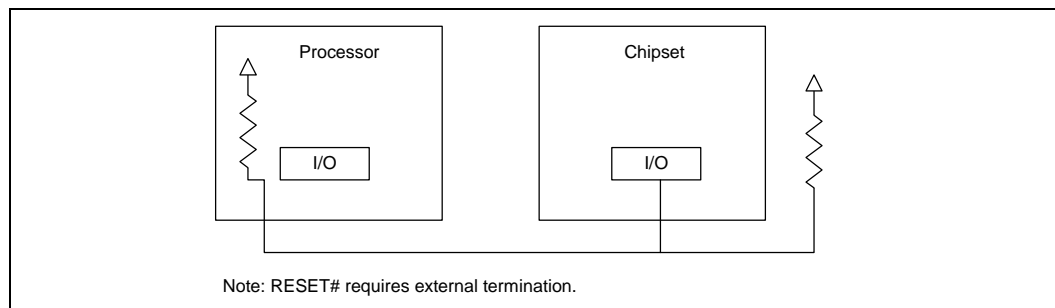 Processor
Chipset
I/O
I/O
Note: RESET# requires external termination.